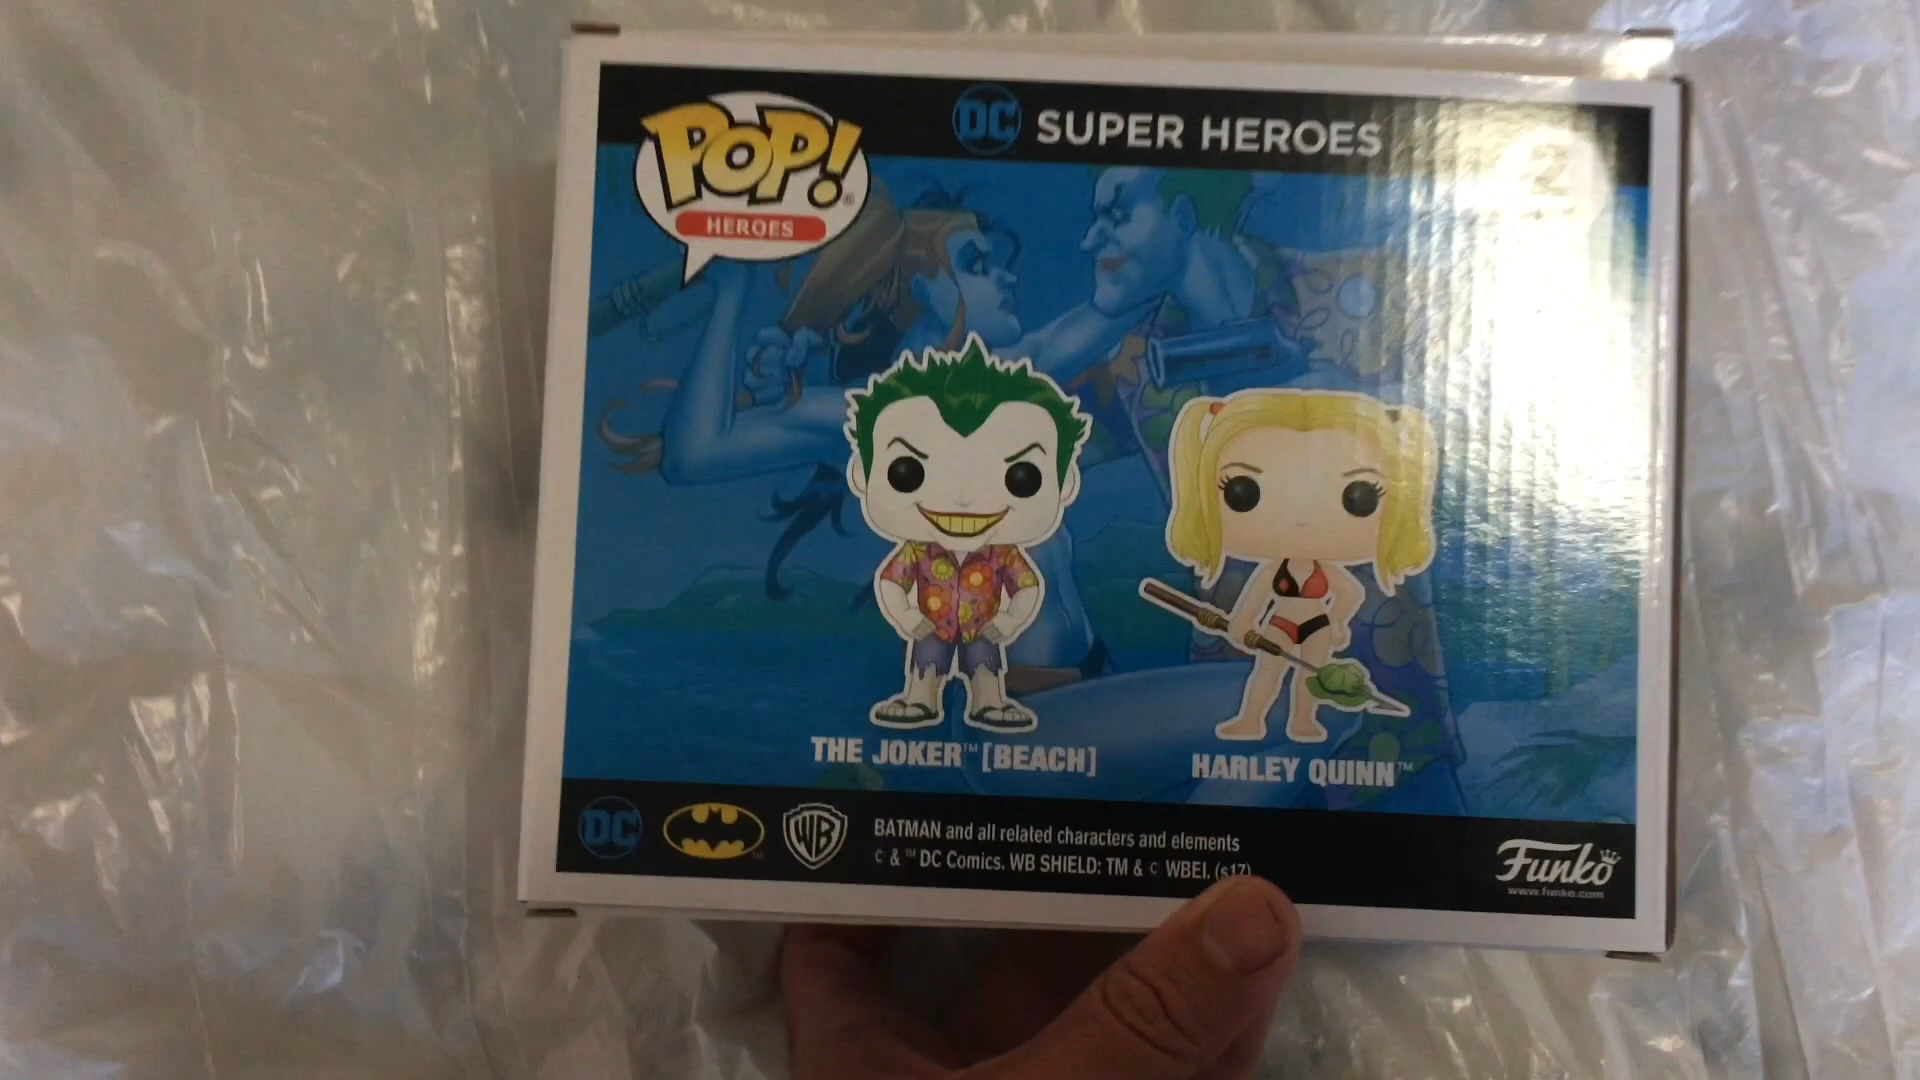 POP!®
HEROES
DC SUPER HEROES
2
THE JOKER™ [BEACH]
HARLEY QUINN™
DC
WB
BATMAN and all related characters and elements
© & ™ DC Comics. WB SHIELD: TM & © WBEI. (s17)
Funko
www.funko.com